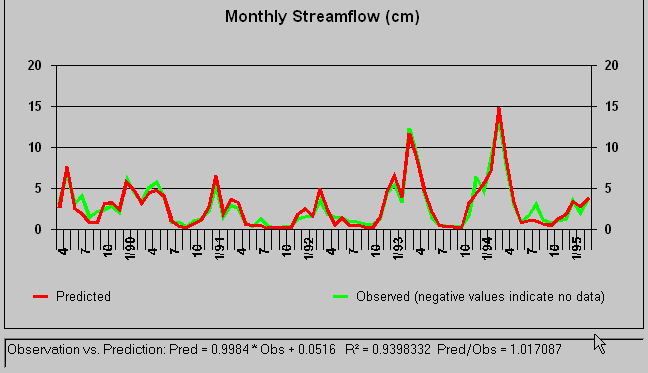 Monthly Streamflow (cm)
20 20
15 15
10 10
5 5
0 0
4 7 10 1/90 4 7 10 1/91 4 7 10 1/92 4 7 10 1/93 4 7 10 1/94 4 7 10 1/95
Predicted Observed (negative values indicate no data)
Observation vs. Prediction: Pred = 0.9984 * Obs + 0.0516 R² = 0.9398332 Pred/Obs = 1.017087